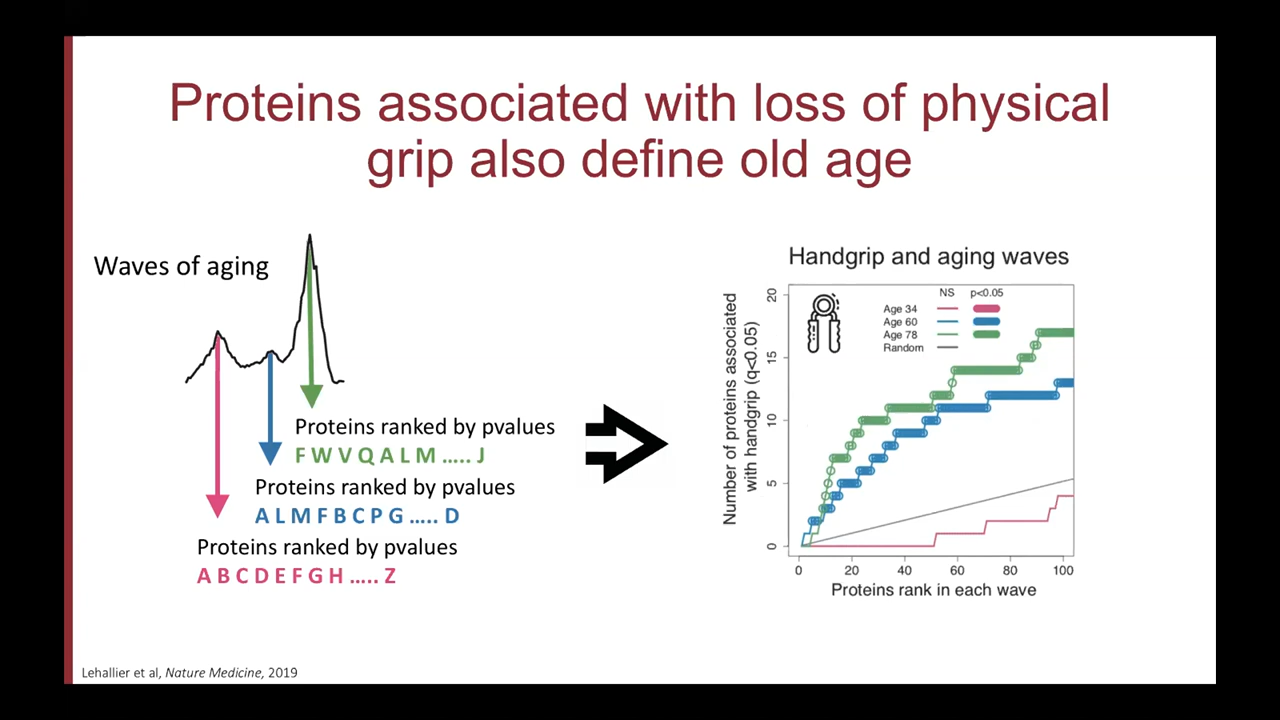 Proteins associated with loss of physical
grip also define old age
Waves of aging
Proteins ranked by pvalues
F W V Q A L M ..... J
Proteins ranked by pvalues
A L M F B C P G ..... D
Proteins ranked by pvalues
A B C D E F G H ..... Z
Handgrip and aging waves
Number of proteins associated
with handgrip (q<0.05)
20
15
10
5
0
NS p<0.05
Age 34
Age 60
Age 78
Random
0 20 40 60 80 100
Proteins rank in each wave
Lehallier et al, Nature Medicine, 2019